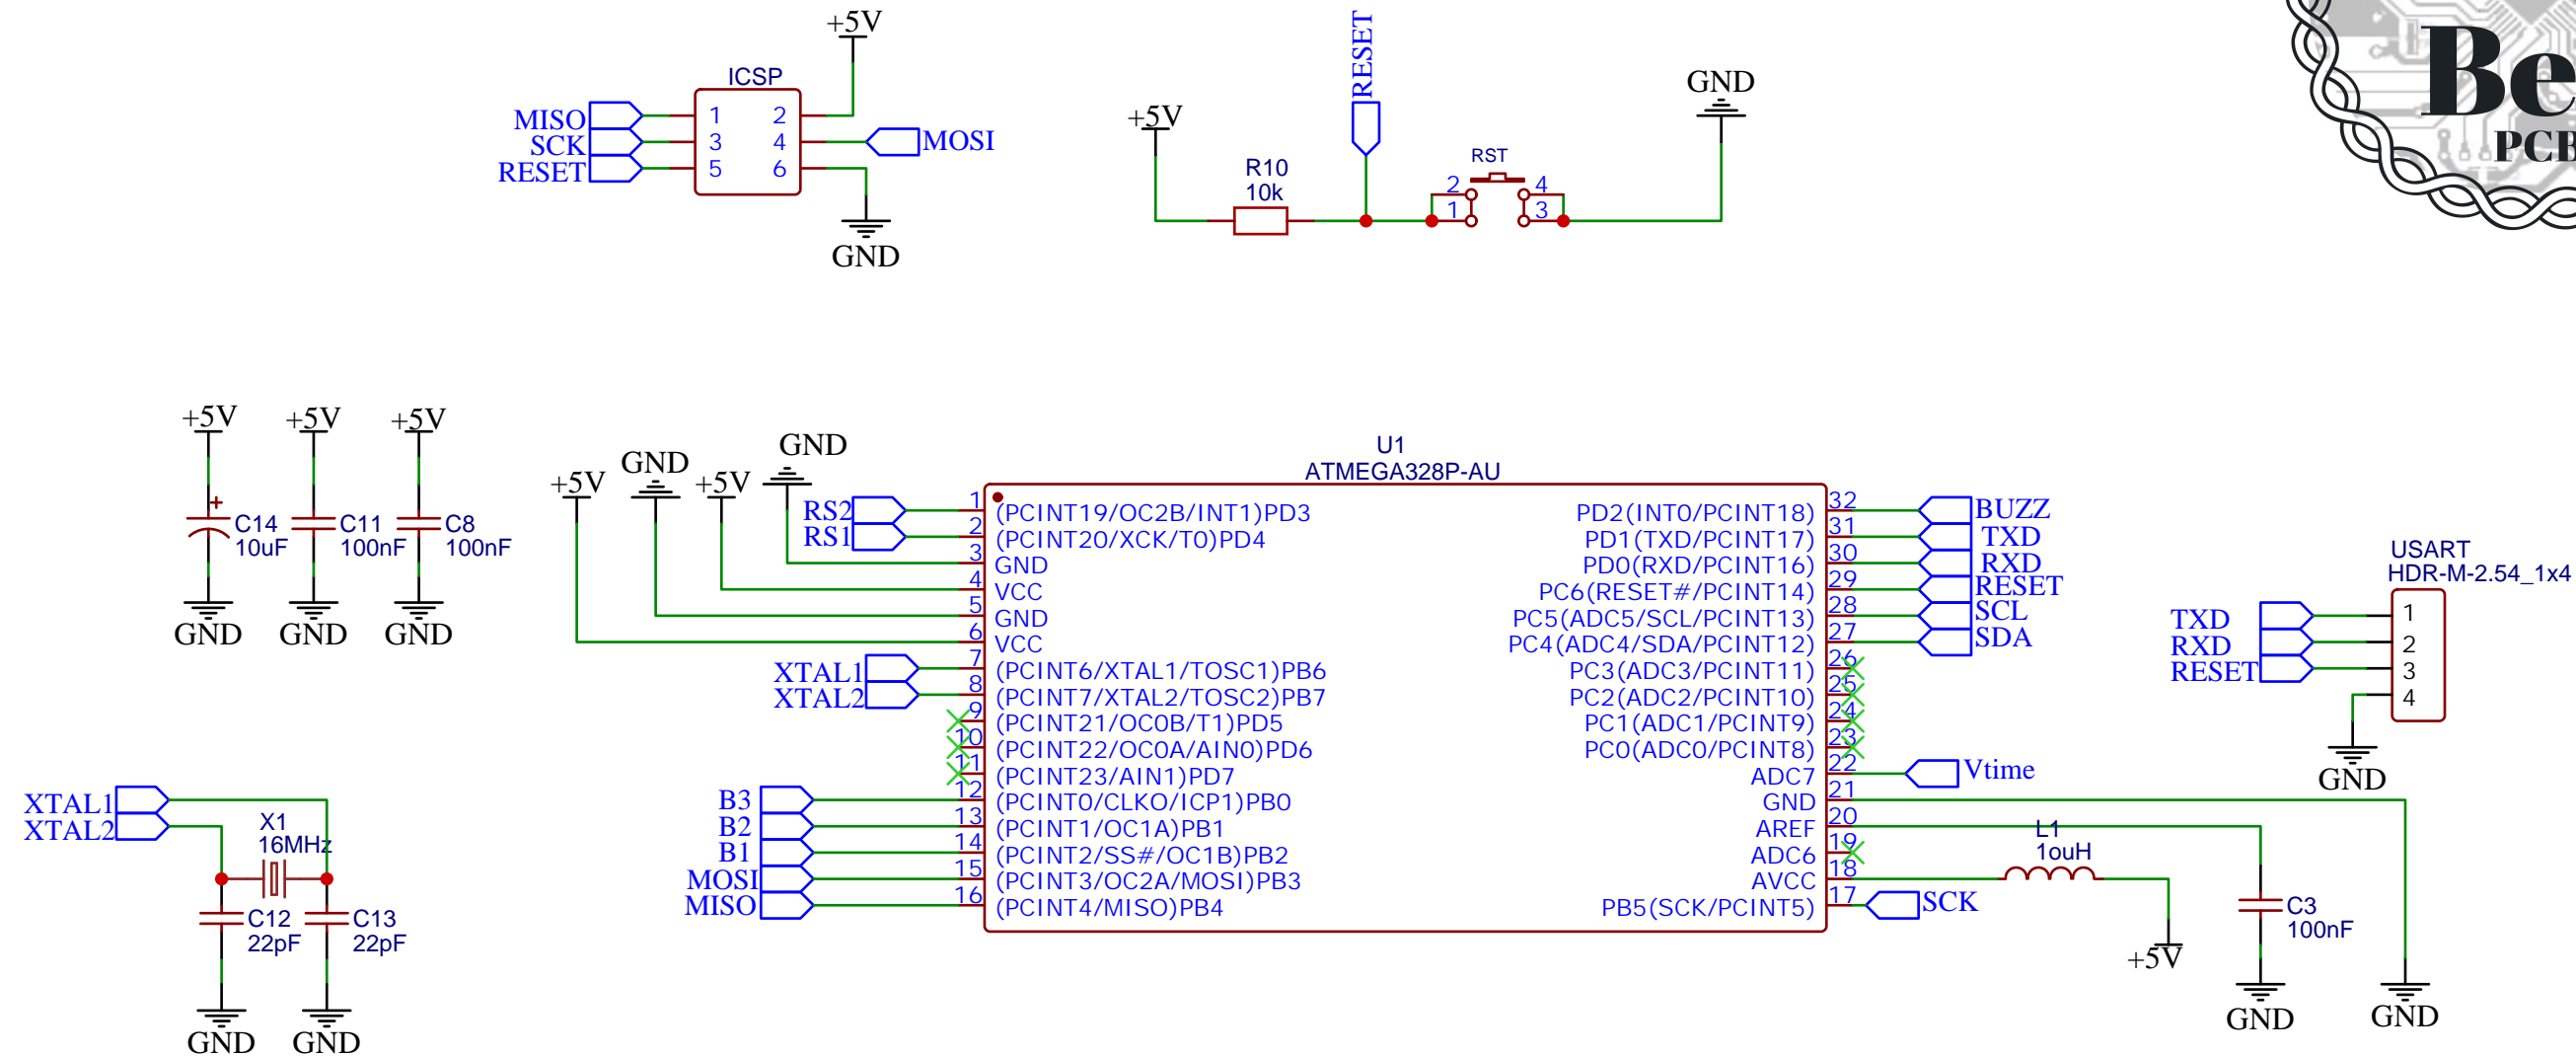 +5V
ICSP
MISO 1 2
SCK 3 4 MOSI
RESET 5 6
GND
RESET
+5V
R10
10k
RST
2 4
1 3
GND
Be
PCB
+5V +5V +5V
C14 C11 C8
10uF 100nF 100nF
GND GND GND
XTAL1
XTAL2
X1
16MHz
C12 C13
22pF 22pF
GND GND
+5V GND +5V GND
U1
ATMEGA328P-AU
RS2 1 (PCINT19/OC2B/INT1)PD3
RS1 2 (PCINT20/XCK/T0)PD4
3 GND
4 VCC
5 GND
6 VCC
XTAL1 7 (PCINT6/XTAL1/TOSC1)PB6
XTAL2 8 (PCINT7/XTAL2/TOSC2)PB7
9 (PCINT21/OC0B/T1)PD5
10 (PCINT22/OC0A/AIN0)PD6
11 (PCINT23/AIN1)PD7
B3 12 (PCINT0/CLKO/ICP1)PB0
B2 13 (PCINT1/OC1A)PB1
B1 14 (PCINT2/SS#/OC1B)PB2
MOSI 15 (PCINT3/OC2A/MOSI)PB3
MISO 16 (PCINT4/MISO)PB4
PD2(INT0/PCINT18) 32 BUZZ
PD1(TXD/PCINT17) 31 TXD
PD0(RXD/PCINT16) 30 RXD
PC6(RESET#/PCINT14) 29 RESET
PC5(ADC5/SCL/PCINT13) 28 SCL
PC4(ADC4/SDA/PCINT12) 27 SDA
PC3(ADC3/PCINT11) 26
PC2(ADC2/PCINT10) 25
PC1(ADC1/PCINT9) 24
PC0(ADC0/PCINT8) 23
ADC7 22 Vtime
GND 21
AREF 20
ADC6 19
AVCC 18
PB5(SCK/PCINT5) 17 SCK
L1
1ouH
+5V
C3
100nF
GND
GND
USART
HDR-M-2.54_1x4
TXD 1
RXD 2
RESET 3
4
GND